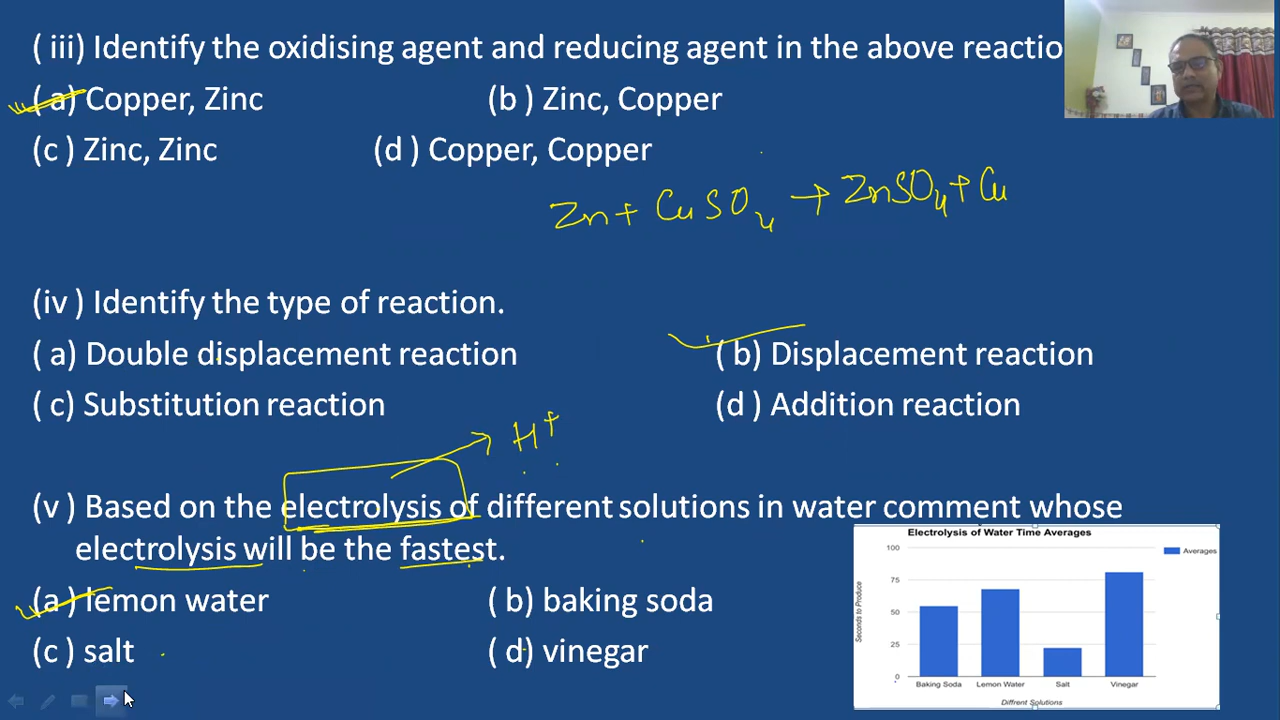 ( iii) Identify the oxidising agent and reducing agent in the above reactio
( a) Copper, Zinc (b ) Zinc, Copper
(c ) Zinc, Zinc (d ) Copper, Copper
Zn + CuSO4 → ZnSO4 + Cu
(iv ) Identify the type of reaction.
( a) Double displacement reaction ( b) Displacement reaction
( c) Substitution reaction (d ) Addition reaction
H+
(v ) Based on the electrolysis of different solutions in water comment whose
electrolysis will be the fastest.
(a ) lemon water ( b) baking soda
(c ) salt ( d) vinegar
Electrolysis of Water Time Averages
Averages
Seconds to Produce
100
75
50
25
0
Baking Soda Lemon Water Salt Vinegar
Diffrent Solutions